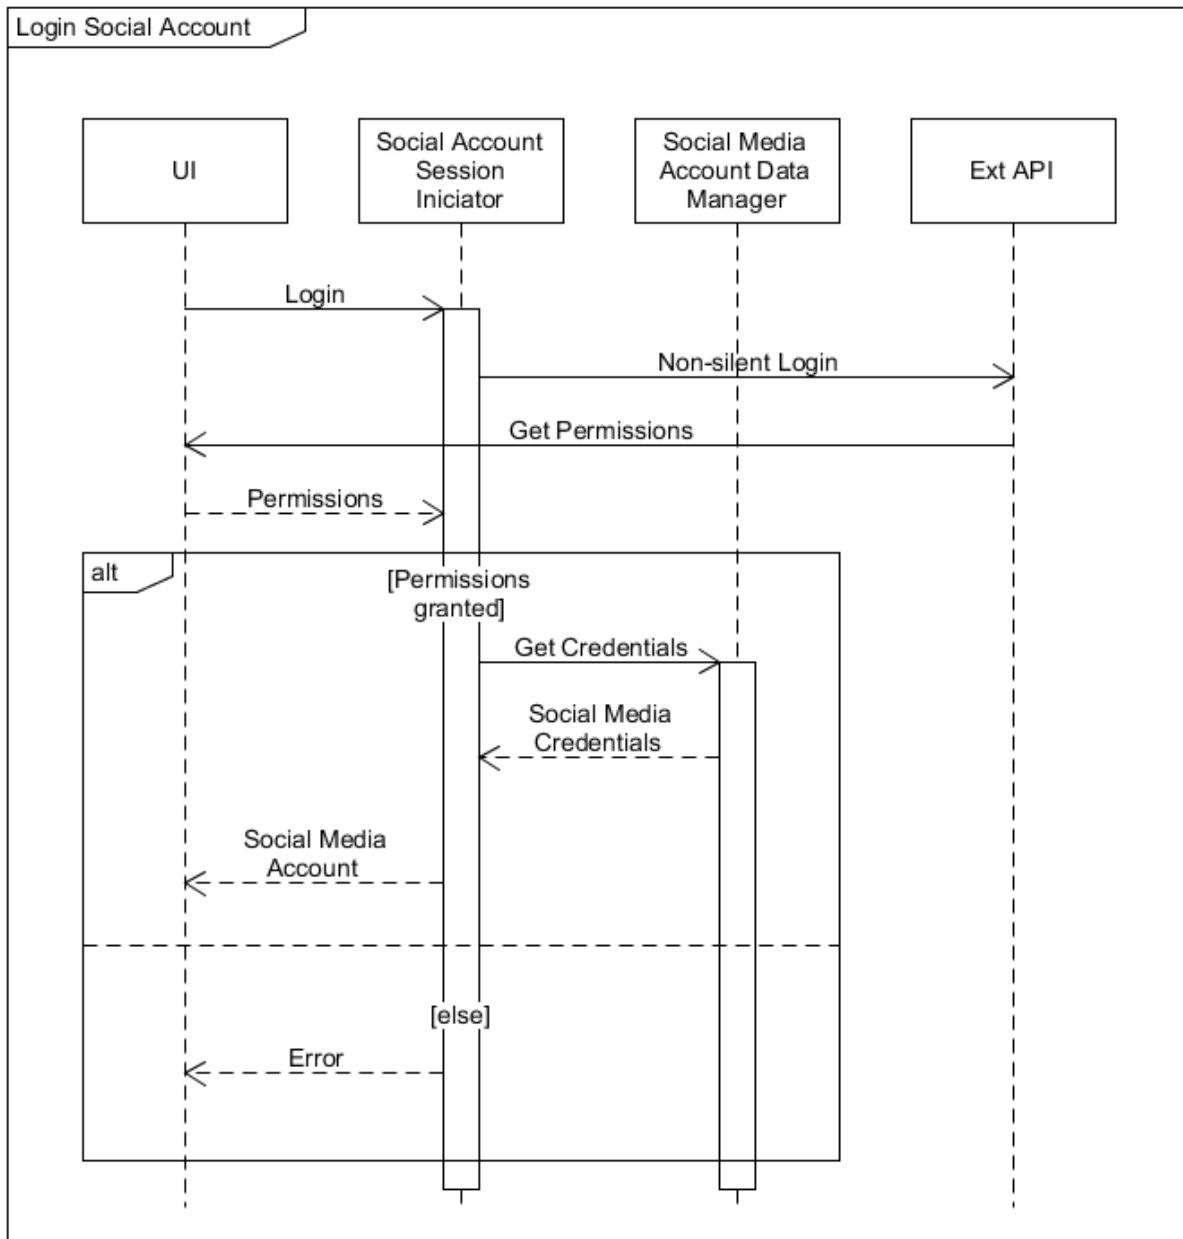 Login Social Account
UI
Social Account
Session
Iniciator
Social Media
Account Data
Manager
Ext API
Login
Non-silent Login
Get Permissions
Permissions
alt
[Permissions
granted]
Get Credentials
Social Media
Credentials
Social Media
Account
[else]
Error